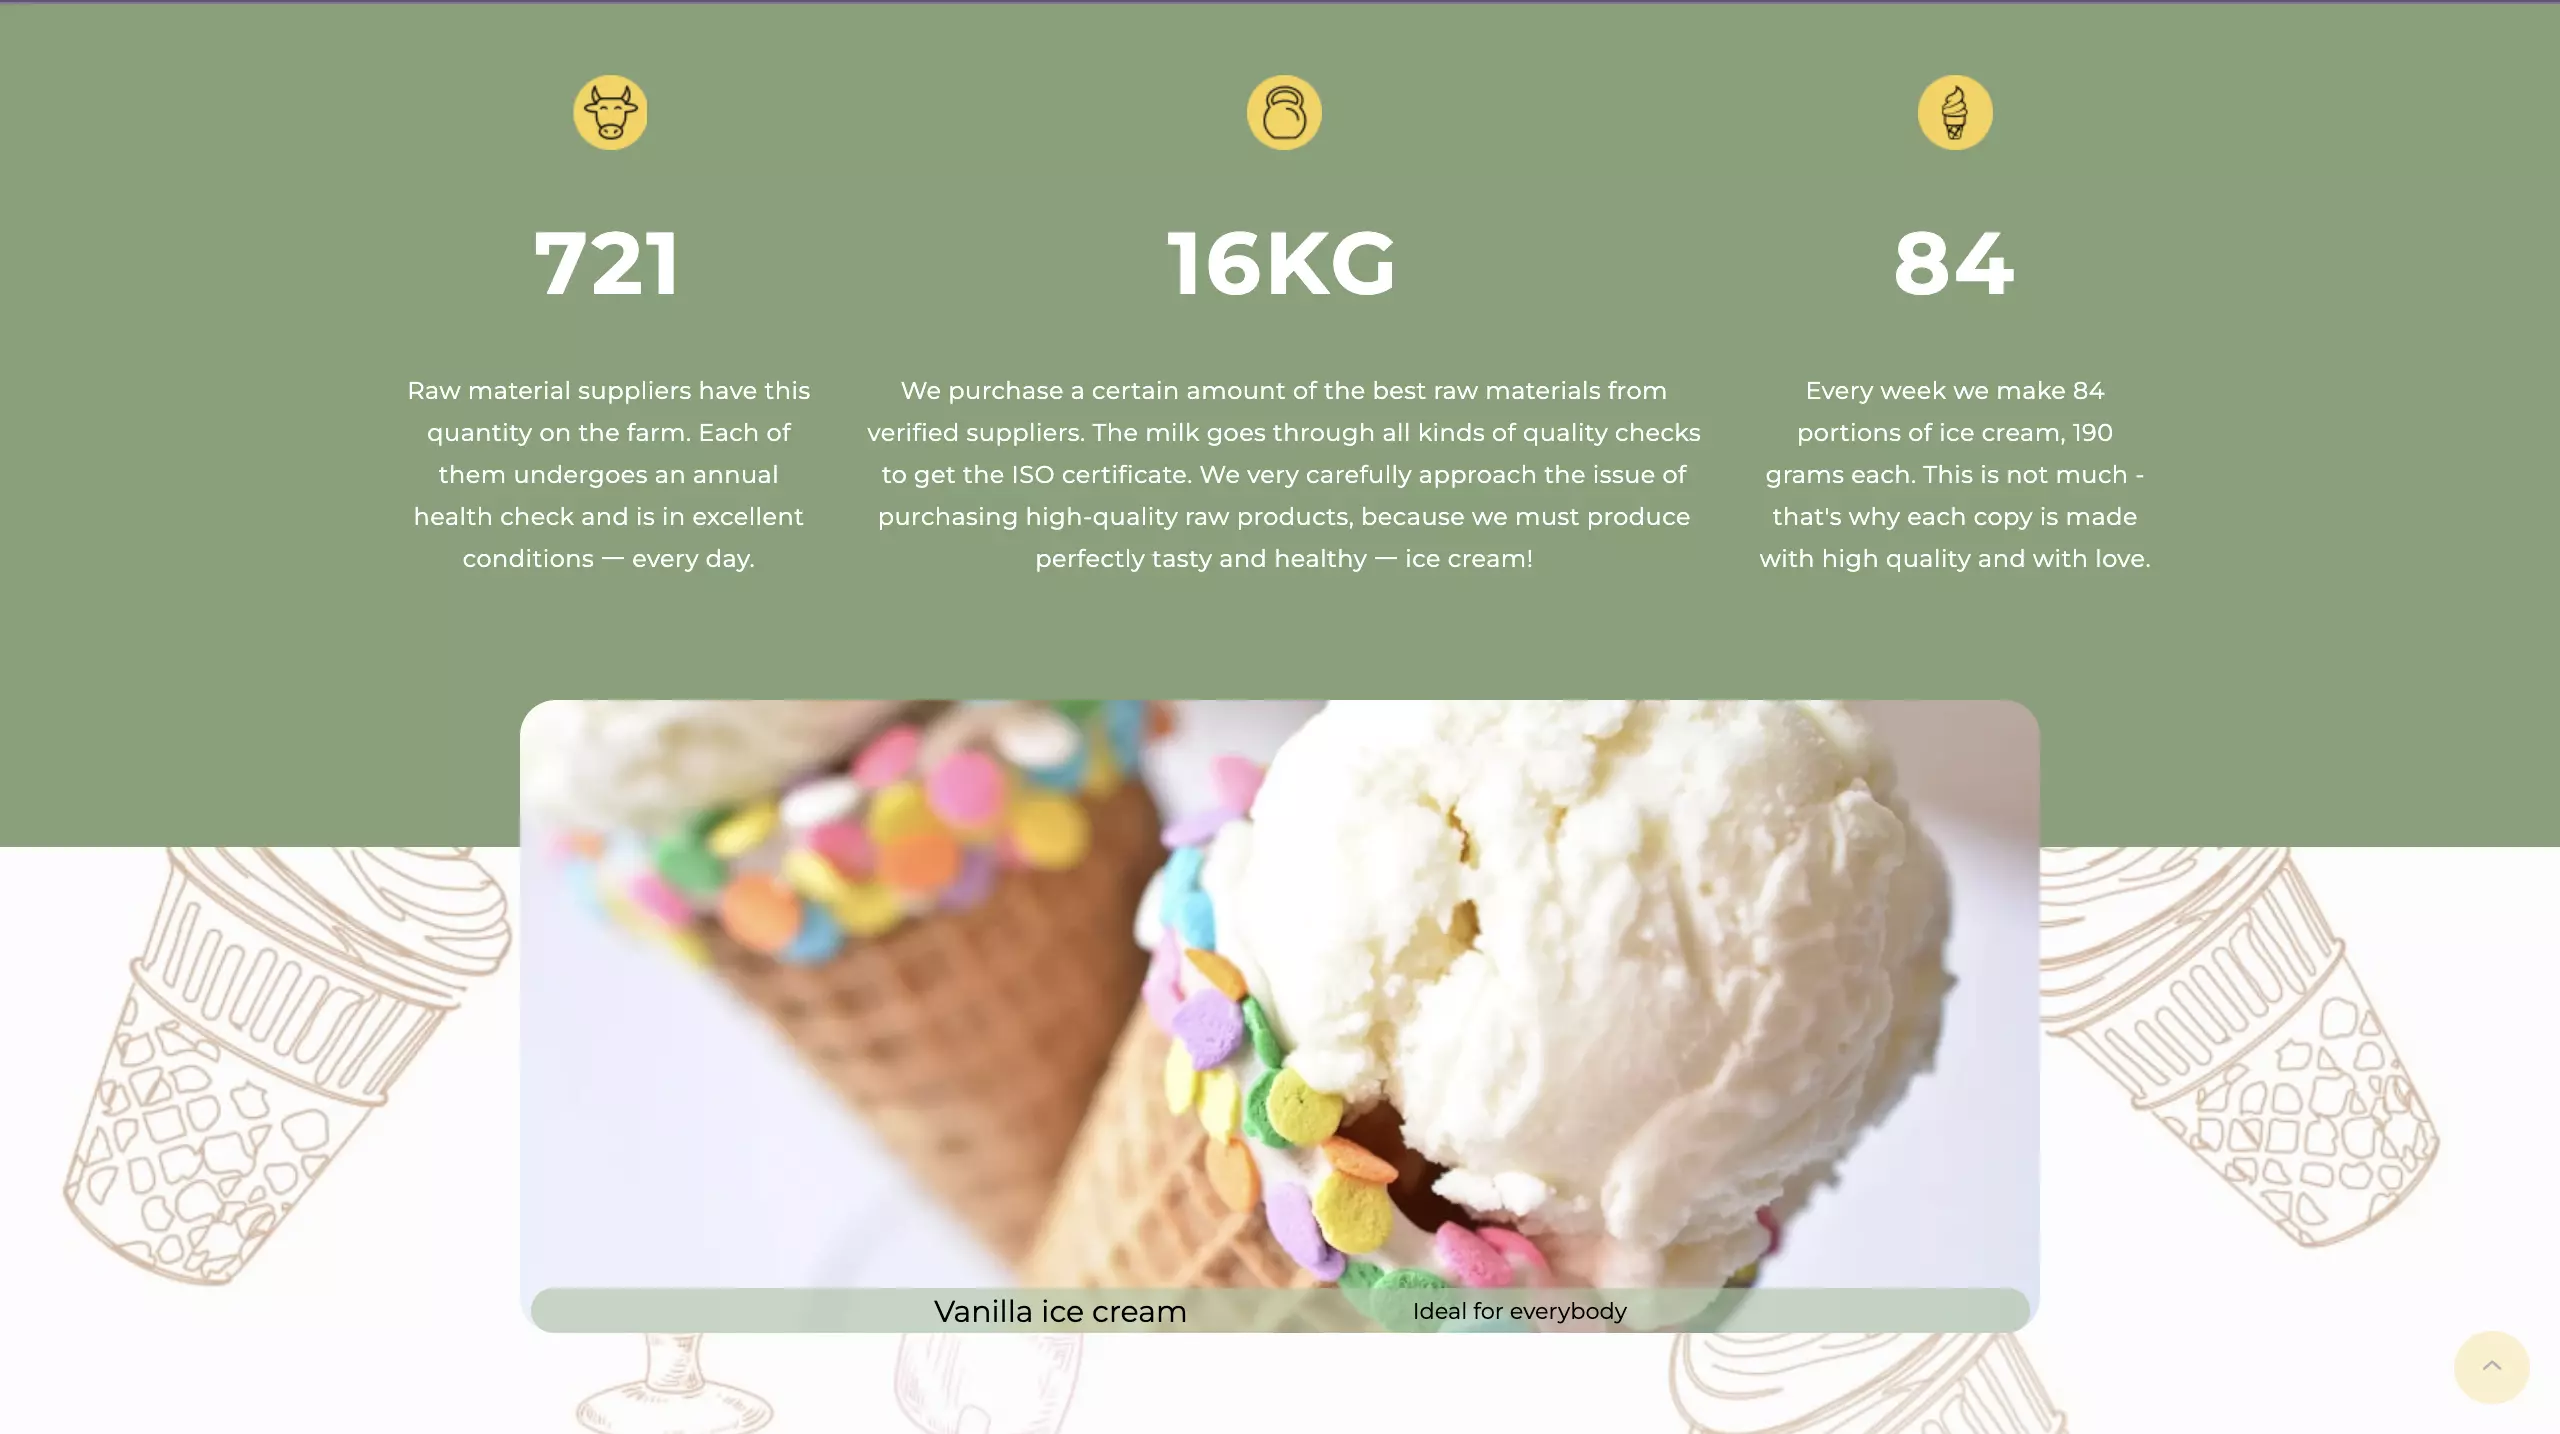 721
Raw material suppliers have this
quantity on the farm. Each of
them undergoes an annual
health check and is in excellent
conditions — every day.
16KG
We purchase a certain amount of the best raw materials from
verified suppliers. The milk goes through all kinds of quality checks
to get the ISO certificate. We very carefully approach the issue of
purchasing high-quality raw products, because we must produce
perfectly tasty and healthy — ice cream!
84
Every week we make 84
portions of ice cream, 190
grams each. This is not much -
that's why each copy is made
with high quality and with love.
Vanilla ice cream
Ideal for everybody